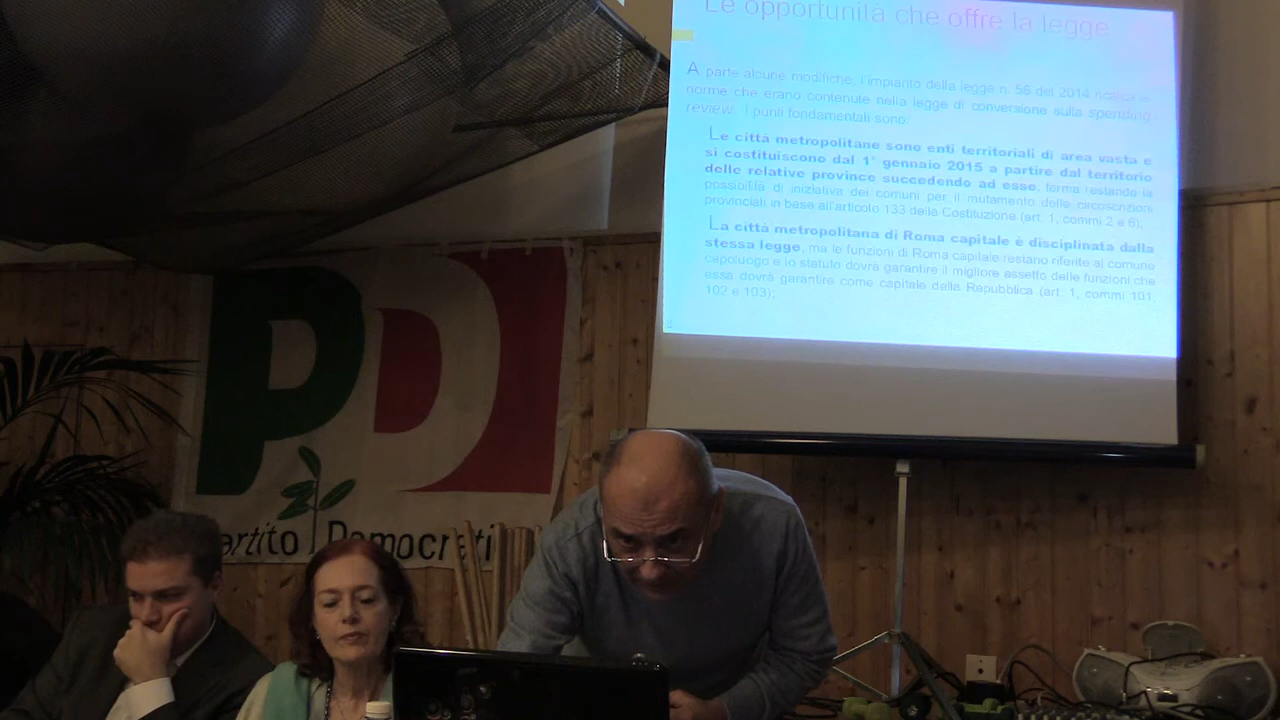 Le opportunità che offre la legge
A parte alcune modifiche, l'impianto della legge n. 56 del 2014
norme che erano contenute nella legge di conversione sulla spending
review. I punti fondamentali sono:
Le città metropolitane sono enti territoriali di area vasta e
si costituiscono dal 1° gennaio 2015 a partire dal territorio
delle relative province succedendo ad esse, ferma restando la
possibilità di iniziativa dei comuni per il mutamento delle circoscrizioni
provinciali in base all'articolo 133 della Costituzione (art. 1, commi 2 e 6);
La città metropolitana di Roma capitale è disciplinata dalla
stessa legge, ma le funzioni di Roma capitale restano riferite al comune
capoluogo e lo statuto dovrà garantire il migliore assetto delle funzioni che
essa dovrà garantire come capitale della Repubblica (art. 1, commi 101,
102 e 103);
PD
artito Democrati